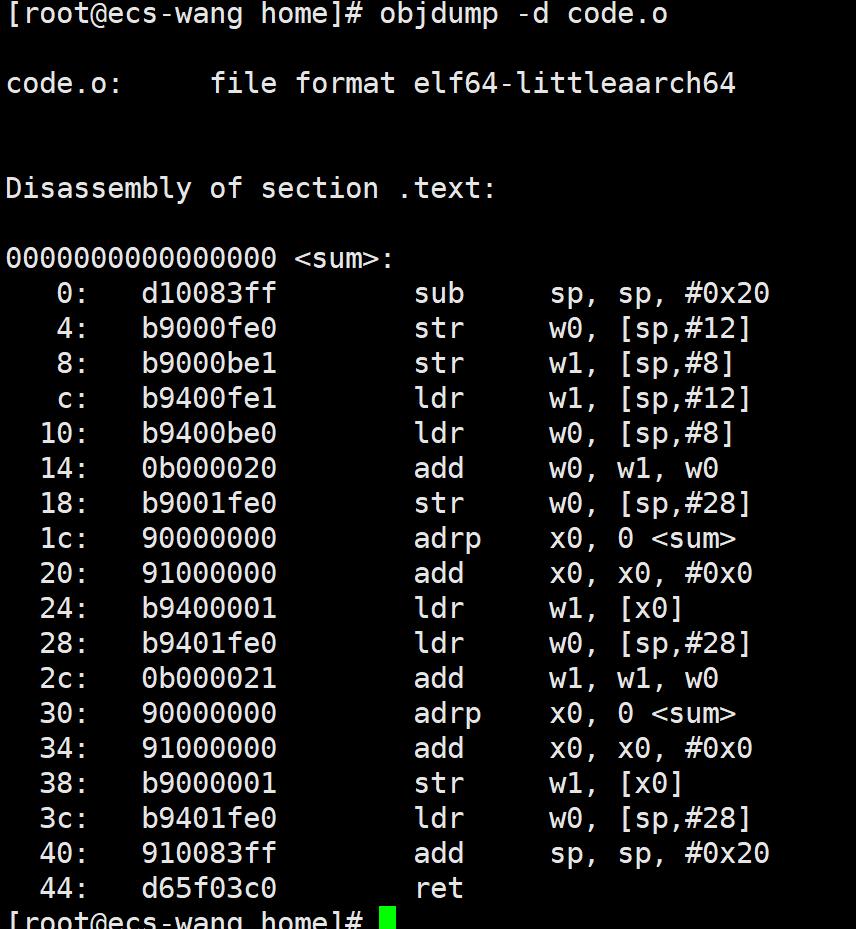 [root@ecs-wang home]# objdump -d code.o
code.o:     file format elf64-littleaarch64
Disassembly of section .text:
0000000000000000 <sum>:
   0:   d10083ff        sub     sp, sp, #0x20
   4:   b9000fe0        str     w0, [sp,#12]
   8:   b9000be1        str     w1, [sp,#8]
   c:   b9400fe1        ldr     w1, [sp,#12]
  10:   b9400be0        ldr     w0, [sp,#8]
  14:   0b000020        add     w0, w1, w0
  18:   b9001fe0        str     w0, [sp,#28]
  1c:   90000000        adrp    x0, 0 <sum>
  20:   91000000        add     x0, x0, #0x0
  24:   b9400001        ldr     w1, [x0]
  28:   b9401fe0        ldr     w0, [sp,#28]
  2c:   0b000021        add     w1, w1, w0
  30:   90000000        adrp    x0, 0 <sum>
  34:   91000000        add     x0, x0, #0x0
  38:   b9000001        str     w1, [x0]
  3c:   b9401fe0        ldr     w0, [sp,#28]
  40:   910083ff        add     sp, sp, #0x20
  44:   d65f03c0        ret
[root@ecs-wang home]#